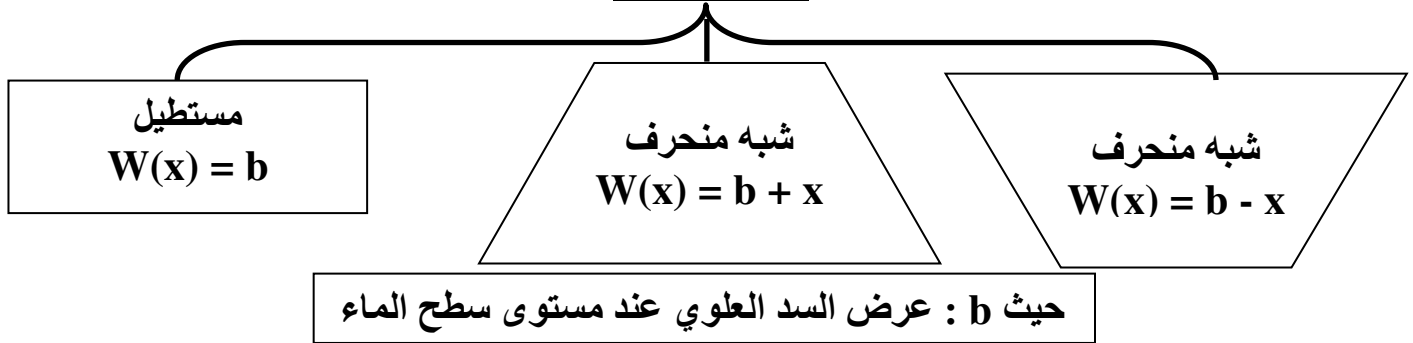 مستطيل
W(x) = b
شبه منحرف
W(x) = b + x
شبه منحرف
W(x) = b - x
حيث b : عرض السد العلوي عند مستوى سطح الماء